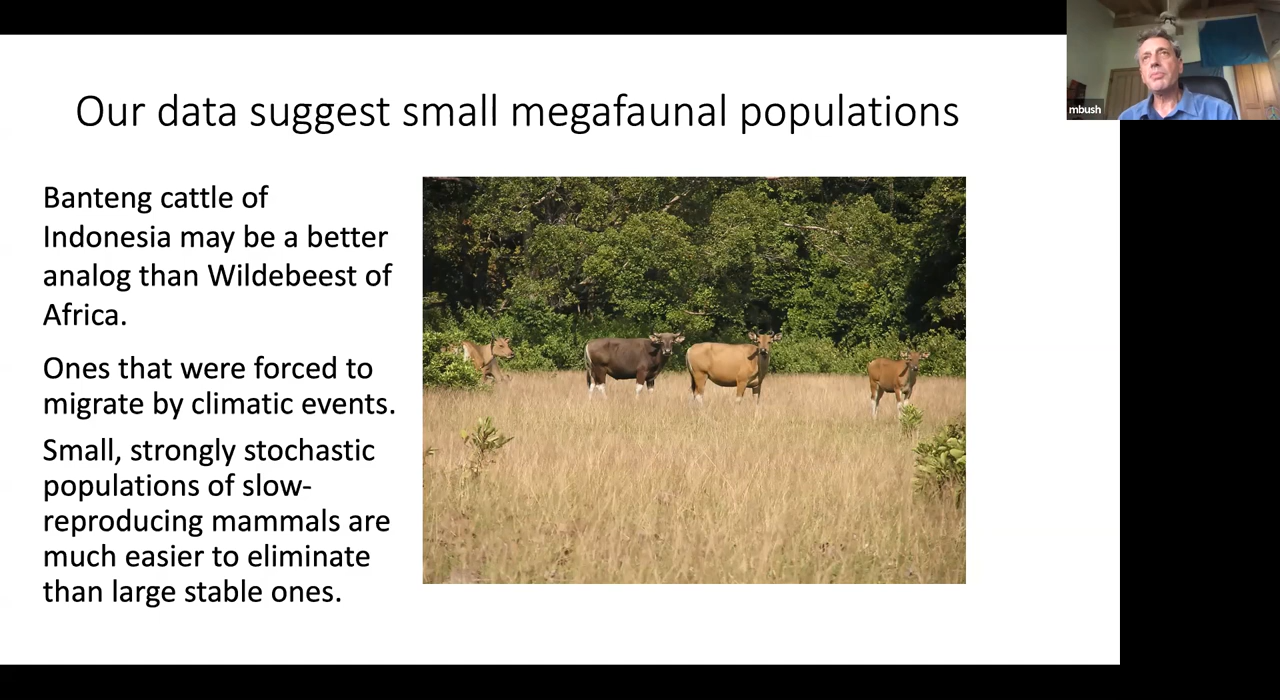 mbush
Our data suggest small megafaunal populations
Banteng cattle of
Indonesia may be a better
analog than Wildebeest of
Africa.
Ones that were forced to
migrate by climatic events.
Small, strongly stochastic
populations of slow-
reproducing mammals are
much easier to eliminate
than large stable ones.